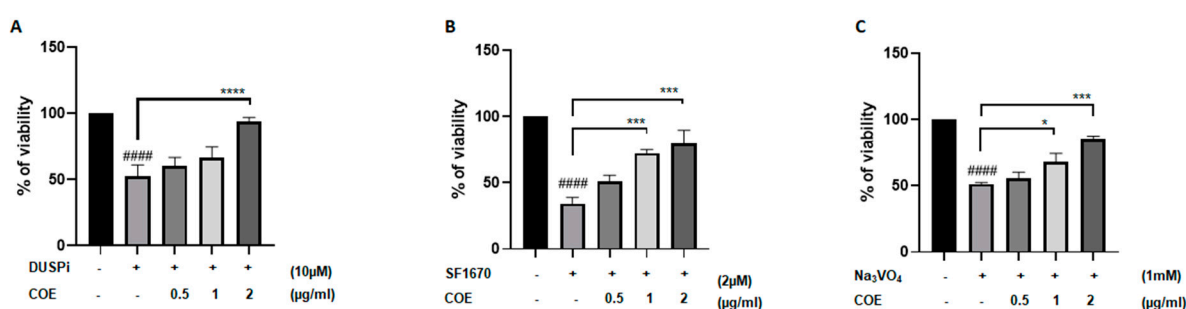 A
% of viability
150
100
50
0
####
****
DUSPi - + + + + (10µM)
COE - - 0.5 1 2 (µg/ml)
B
% of viability
150
100
50
0
####
***
***
SF1670 - + + + + (2µM)
COE - - 0.5 1 2 (µg/ml)
C
% of viability
150
100
50
0
####
*
***
Na₃VO₄ - + + + + (1mM)
COE - - 0.5 1 2 (µg/ml)